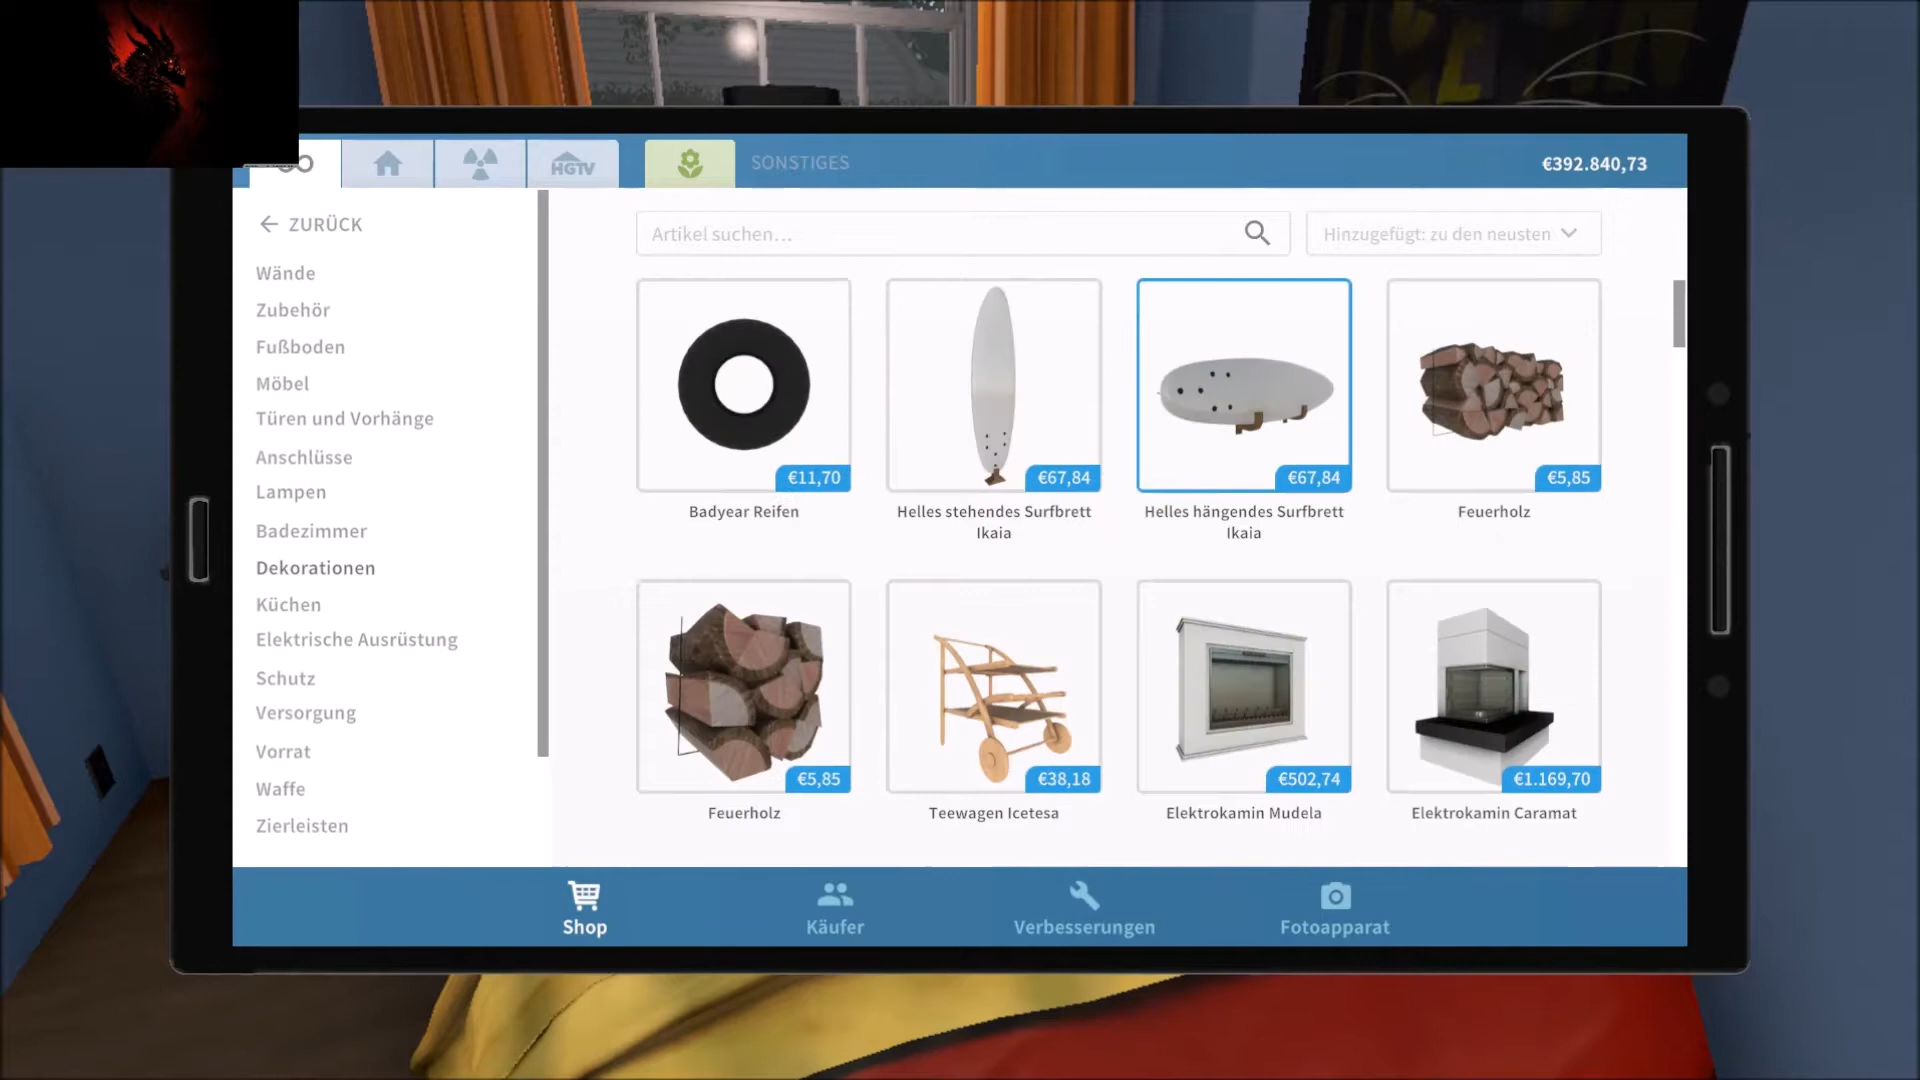 HGTV
SONSTIGES
€392.840,73
ZURÜCK
Wände
Zubehör
Fußboden
Möbel
Türen und Vorhänge
Anschlüsse
Lampen
Badezimmer
Dekorationen
Küchen
Elektrische Ausrüstung
Schutz
Versorgung
Vorrat
Waffe
Zierleisten
Artikel suchen...
Hinzugefügt: zu den neusten
€11,70
€67,84
€67,84
€5,85
Badyear Reifen
Helles stehendes Surfbrett
Ikaia
Helles hängendes Surfbrett
Ikaia
Feuerholz
€5,85
€38,18
€502,74
€1.169,70
Feuerholz
Teewagen Icetesa
Elektrokamin Mudela
Elektrokamin Caramat
Shop
Käufer
Verbesserungen
Fotoapparat